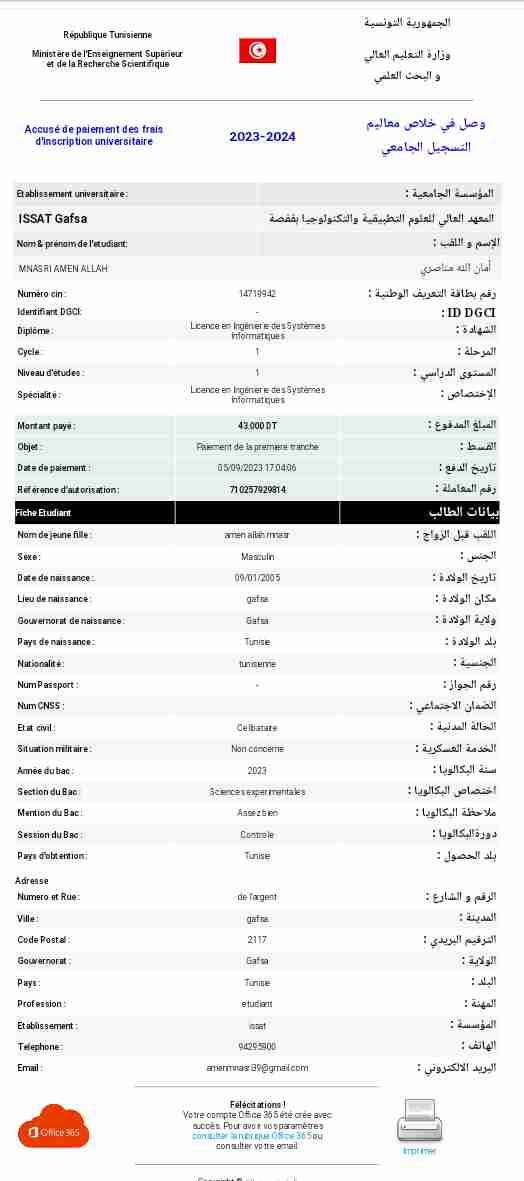 République Tunisienne
الجمهورية التونسية
Ministère de l'Enseignement Supérieur
et de la Recherche Scientifique
وزارة التعليم العالي
و البحث العلمي
Accusé de paiement des frais
d'inscription universitaire
2023-2024
وصل في خلاص معاليم
التسجيل الجامعي
Etablissement universitaire : المؤسسة الجامعية :
ISSAT Gafsa المعهد العالي للعلوم التطبيقية والتكنولوجيا بقفصة
Nom & prénom de l'etudiant: الإسم و اللقب :
MNASRI AMEN ALLAH أمان الله مناصري
Numéro cin : 14719942 رقم بطاقة التعريف الوطنية :
Identifiant DGCI: - ID DGCI :
Diplôme : Licence en Ingénierie des Systèmes الشهادة :
Informatiques
Cycle : 1 المرحلة :
Niveau d'études : 1 المستوى الدراسي :
Spécialité : Licence en Ingénierie des Systèmes الإختصاص :
Informatiques
Montant payé : 43.000 DT المبلغ المدفوع :
Objet : Paiement de la premiere tranche القسط :
Date de paiement : 05/09/2023 17:04:06 تاريخ الدفع :
Référence d'autorisation : 710257929814 رقم المعاملة :
Fiche Etudiant بيانات الطالب
Nom de jeune fille : amen allah mnasr اللقب قبل الزواج :
Sexe : Masculin الجنس :
Date de naissance : 09/01/2005 تاريخ الولادة :
Lieu de naissance : gafsa مكان الولادة :
Gouvernorat de naissance : Gafsa ولاية الولادة :
Pays de naissance : Tunisie بلد الولادة :
Nationalité : tunisienne الجنسية :
Num Passport : - رقم الجواز :
Num CNSS : الضمان الاجتماعي :
Etat civil : Celibataire الحالة المدنية :
Situation militaire : Non concerne الخدمة العسكرية :
Année du bac : 2023 سنة البكالويا :
Section du Bac : Sciences experimentales اختصاص البكالويا :
Mention du Bac : Assez bien ملاحظة البكالويا :
Session du Bac : Controle دورةالبكالويا :
Pays d'obtention : Tunisie بلد الحصول :
Adresse
Numero et Rue : de l'argent الرقم و الشارع :
Ville : gafsa المدينة :
Code Postal : 2117 الترقيم البريدي :
Gouvernorat : Gafsa الولاية :
Pays : Tunisie البلد :
Profession : etudiant المهنة :
Etablissement : issat المؤسسة :
Telephone : 94295900 الهاتف :
Email : amenmnasri39@gmail.com البريد الالكتروني :
Félécitations !
Votre compte Office 365 été crée avec
succès. Pour avoir vos paramètres
consulter la rubrique Office 365 ou
consulter votre email.
Office 365
Imprimer